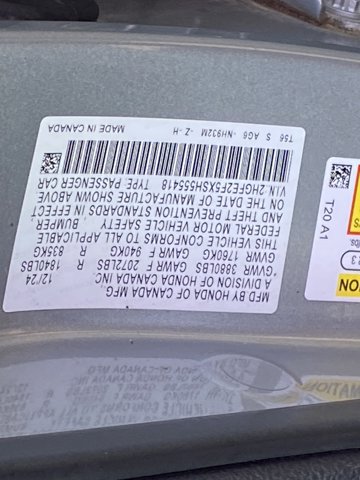 MFD BY HONDA OF CANADA MFG.
A DIVISION OF HONDA CANADA INC. 12/24
GVWR 3880LBS GAWR F 2072LBS R 1840LBS
GVWR 1760KG GAWR F 940KG R 835KG
THIS VEHICLE CONFORMS TO ALL APPLICABLE
FEDERAL MOTOR VEHICLE SAFETY, BUMPER,
AND THEFT PREVENTION STANDARDS IN EFFECT
ON THE DATE OF MANUFACTURE SHOWN ABOVE
VIN:2HGFE2F5XSH555418 TYPE:PASSENGER CAR
T56 S AG6 -NH932M -Z -H MADE IN CANADA
T20 A1